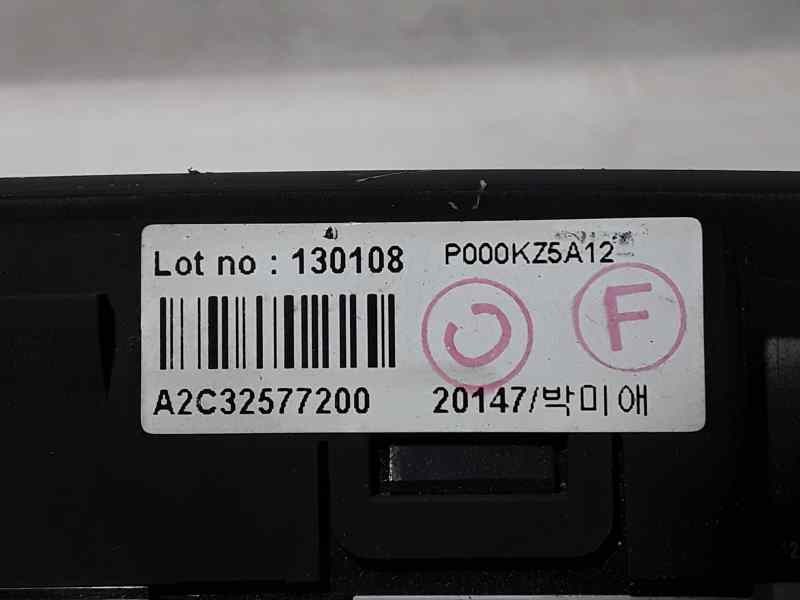 Lot no : 130108 P000KZ5A12
C F
A2C32577200 20147/박미애